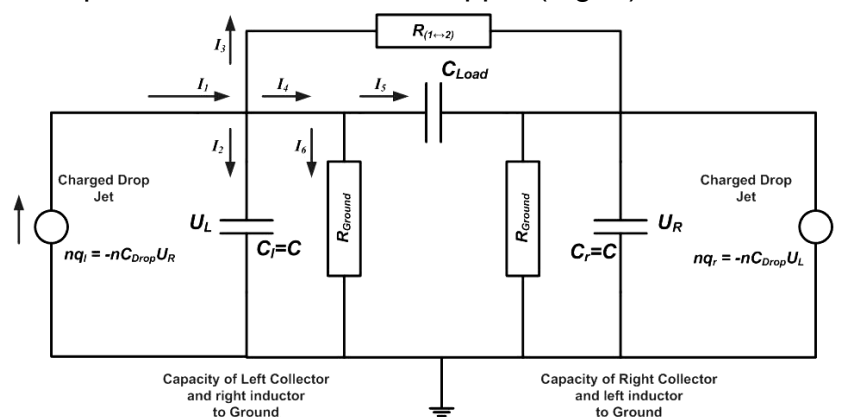 R(1↔2)
I3
CLoad
I1
I4
I5
I2
I6
Charged Drop
Jet
nql = -nCDropUR
UL
Cl=C
RGround
RGround
UR
Cr=C
Charged Drop
Jet
nqr = -nCDropUL
Capacity of Left Collector
and right inductor
to Ground
Capacity of Right Collector
and left inductor
to Ground